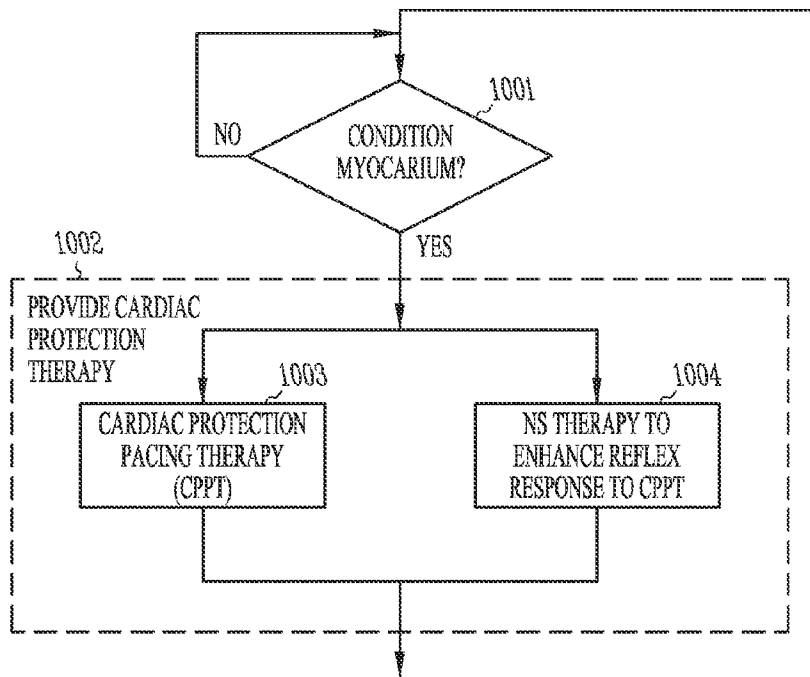 1001
CONDITION
MYOCARIUM?
NO
YES
1002
PROVIDE CARDIAC
PROTECTION
THERAPY
1003
CARDIAC PROTECTION
PACING THERAPY
(CPPT)
1004
NS THERAPY TO
ENHANCE REFLEX
RESPONSE TO CPPT